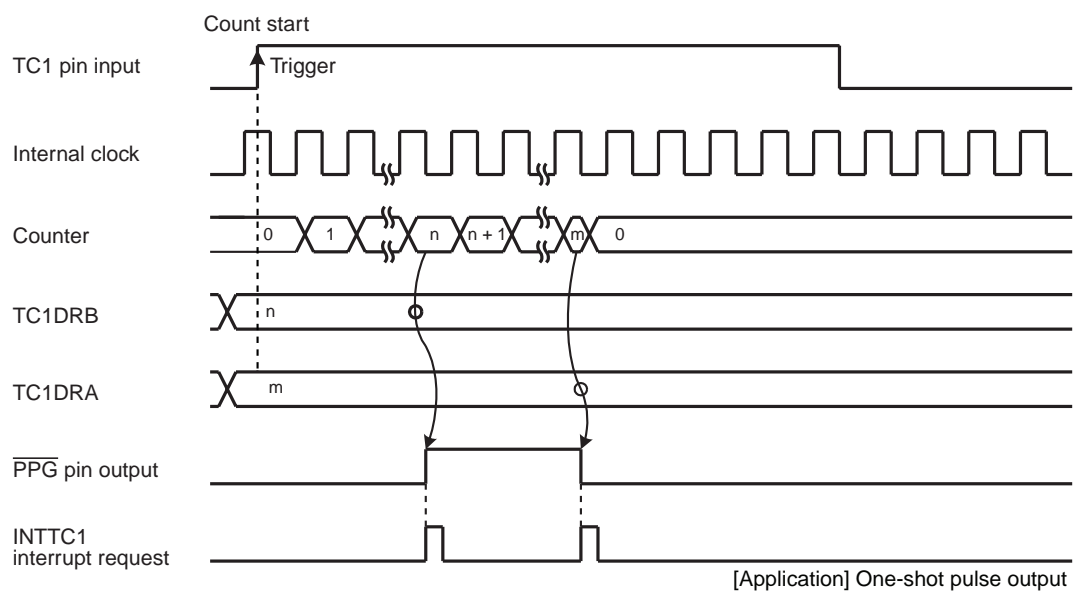 Count start
TC1 pin input
Trigger
Internal clock
Counter
0 1 n n + 1 m 0
TC1DRB
n
TC1DRA
m
PPG pin output
INTTC1
interrupt request
[Application] One-shot pulse output